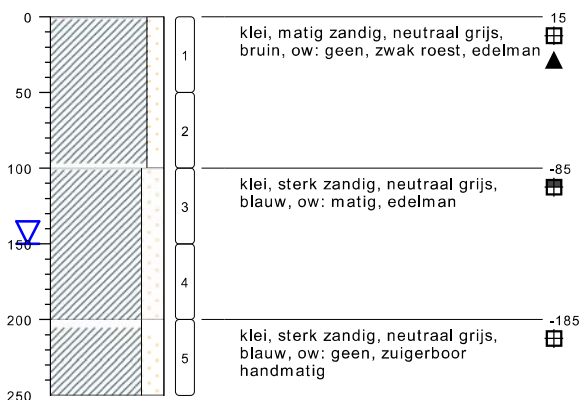 0
15
klei, matig zandig, neutraal grijs,
bruin, ow: geen, zwak roest, edelman
1
50
2
100
-85
klei, sterk zandig, neutraal grijs,
blauw, ow: matig, edelman
3
150
4
200
-185
klei, sterk zandig, neutraal grijs,
blauw, ow: geen, zuigerboor
handmatig
5
250